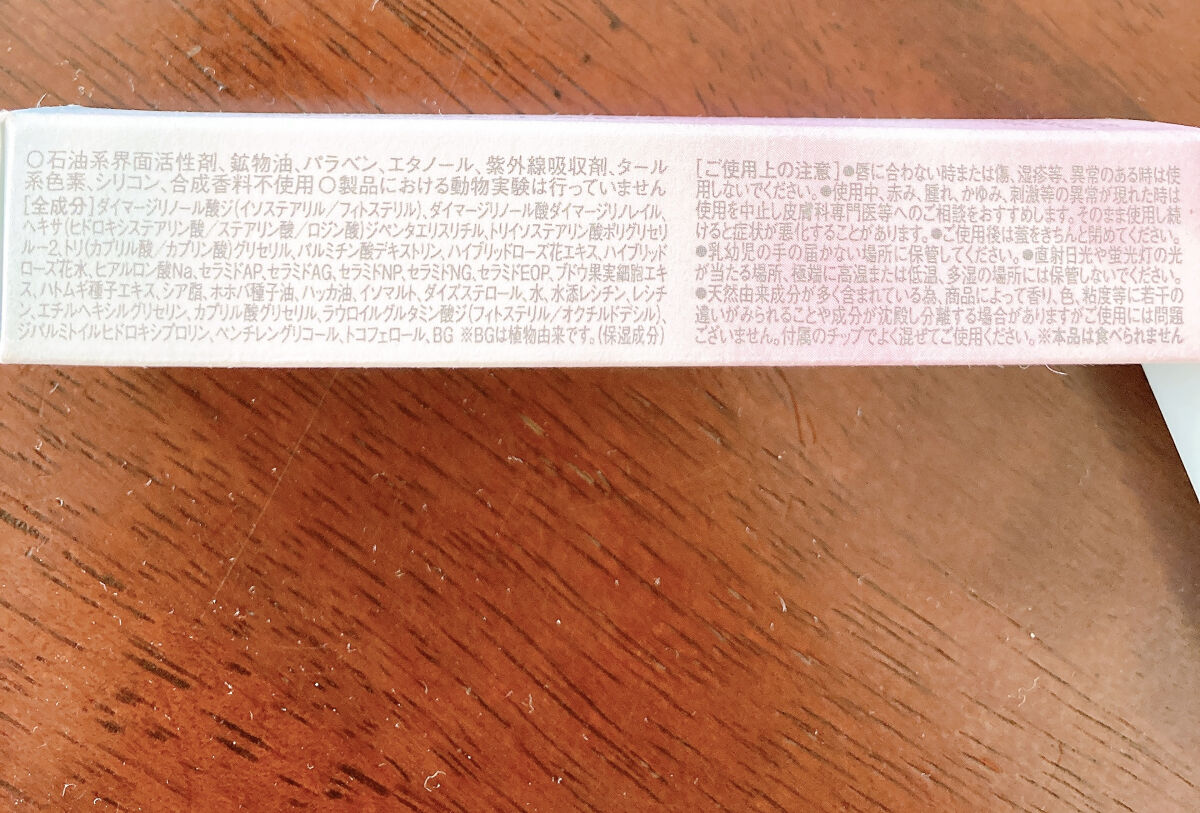 ○石油系界面活性剤、鉱物油、パラベン、エタノール、紫外線吸収剤、タール
系色素、シリコン、合成香料不使用○製品における動物実験は行っていません
[全成分]ダイマージリノール酸ジ(イソステアリル/フィトステリル)、ダイマージリノール酸ダイマージリノレイル、
ヘキサ(ヒドロキシステアリン酸/ステアリン酸/ロジン酸)ジペンタエリスリチル、トリイソステアリン酸ポリグリセリ
ル-2、トリ(カプリル酸/カプリン酸)グリセリル、パルミチン酸デキストリン、ハイブリッドローズ花エキス、ハイブリッド
ローズ花水、ヒアルロン酸Na、セラミドAP、セラミドAG、セラミドNP、セラミドNG、セラミドEOP、ブドウ果実細胞エキ
ス、ハトムギ種子エキス、シア脂、ホホバ種子油、ハッカ油、イソマルト、ダイズステロール、水、水添レシチン、レシチ
ン、エチルヘキシルグリセリン、カプリル酸グリセリル、ラウロイルグルタミン酸ジ(フィトステリル/オクチルドデシル)、
ジパルミトイルヒドロキシプロリン、ペンチレングリコール、トコフェロール、BG ※BGは植物由来です。(保湿成分)
[ご使用上の注意]●唇に合わない時または傷、湿疹等、異常のある時は使
用しないでください。●使用中、赤み、腫れ、かゆみ、刺激等の異常が現れた時は
使用を中止し皮膚科専門医等へのご相談をおすすめします。そのまま使用し続
けると症状が悪化することがあります。●ご使用後は蓋をきちんと閉めてください。
●乳幼児の手の届かない場所に保管してください。●直射日光や蛍光灯の光
が当たる場所、極端に高温または低温、多湿の場所には保管しないでください。
●天然由来成分が多く含まれている為、商品によって香り、色、粘度等に若干の
違いがみられることや成分が沈殿し分離する場合がありますがご使用には問題
ございません。付属のチップでよく混ぜてご使用ください。※本品は食べられません